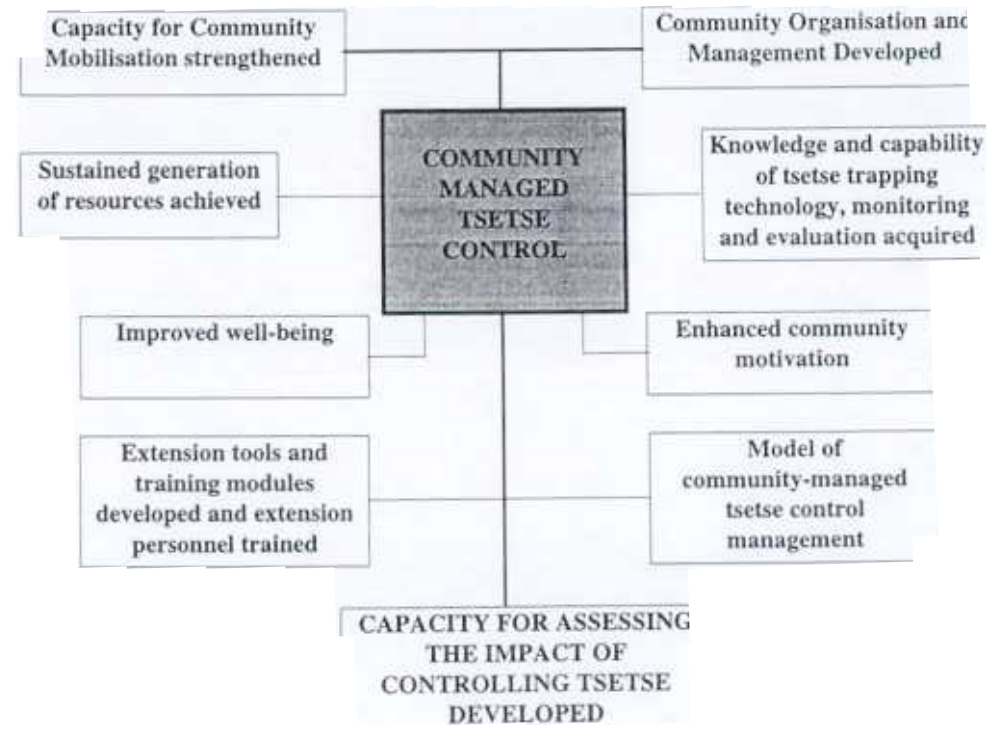 Capacity for Community
Mobilisation strengthened
Community Organisation and
Management Developed
COMMUNITY
MANAGED
TSETSE
CONTROL
Sustained generation
of resources achieved
Knowledge and capability
of tsetse trapping
technology, monitoring
and evaluation acquired
Improved well-being
Enhanced community
motivation
Extension tools and
training modules
developed and extension
personnel trained
Model of
community-managed
tsetse control
management
CAPACITY FOR ASSESSING
THE IMPACT OF
CONTROLLING TSETSE
DEVELOPED